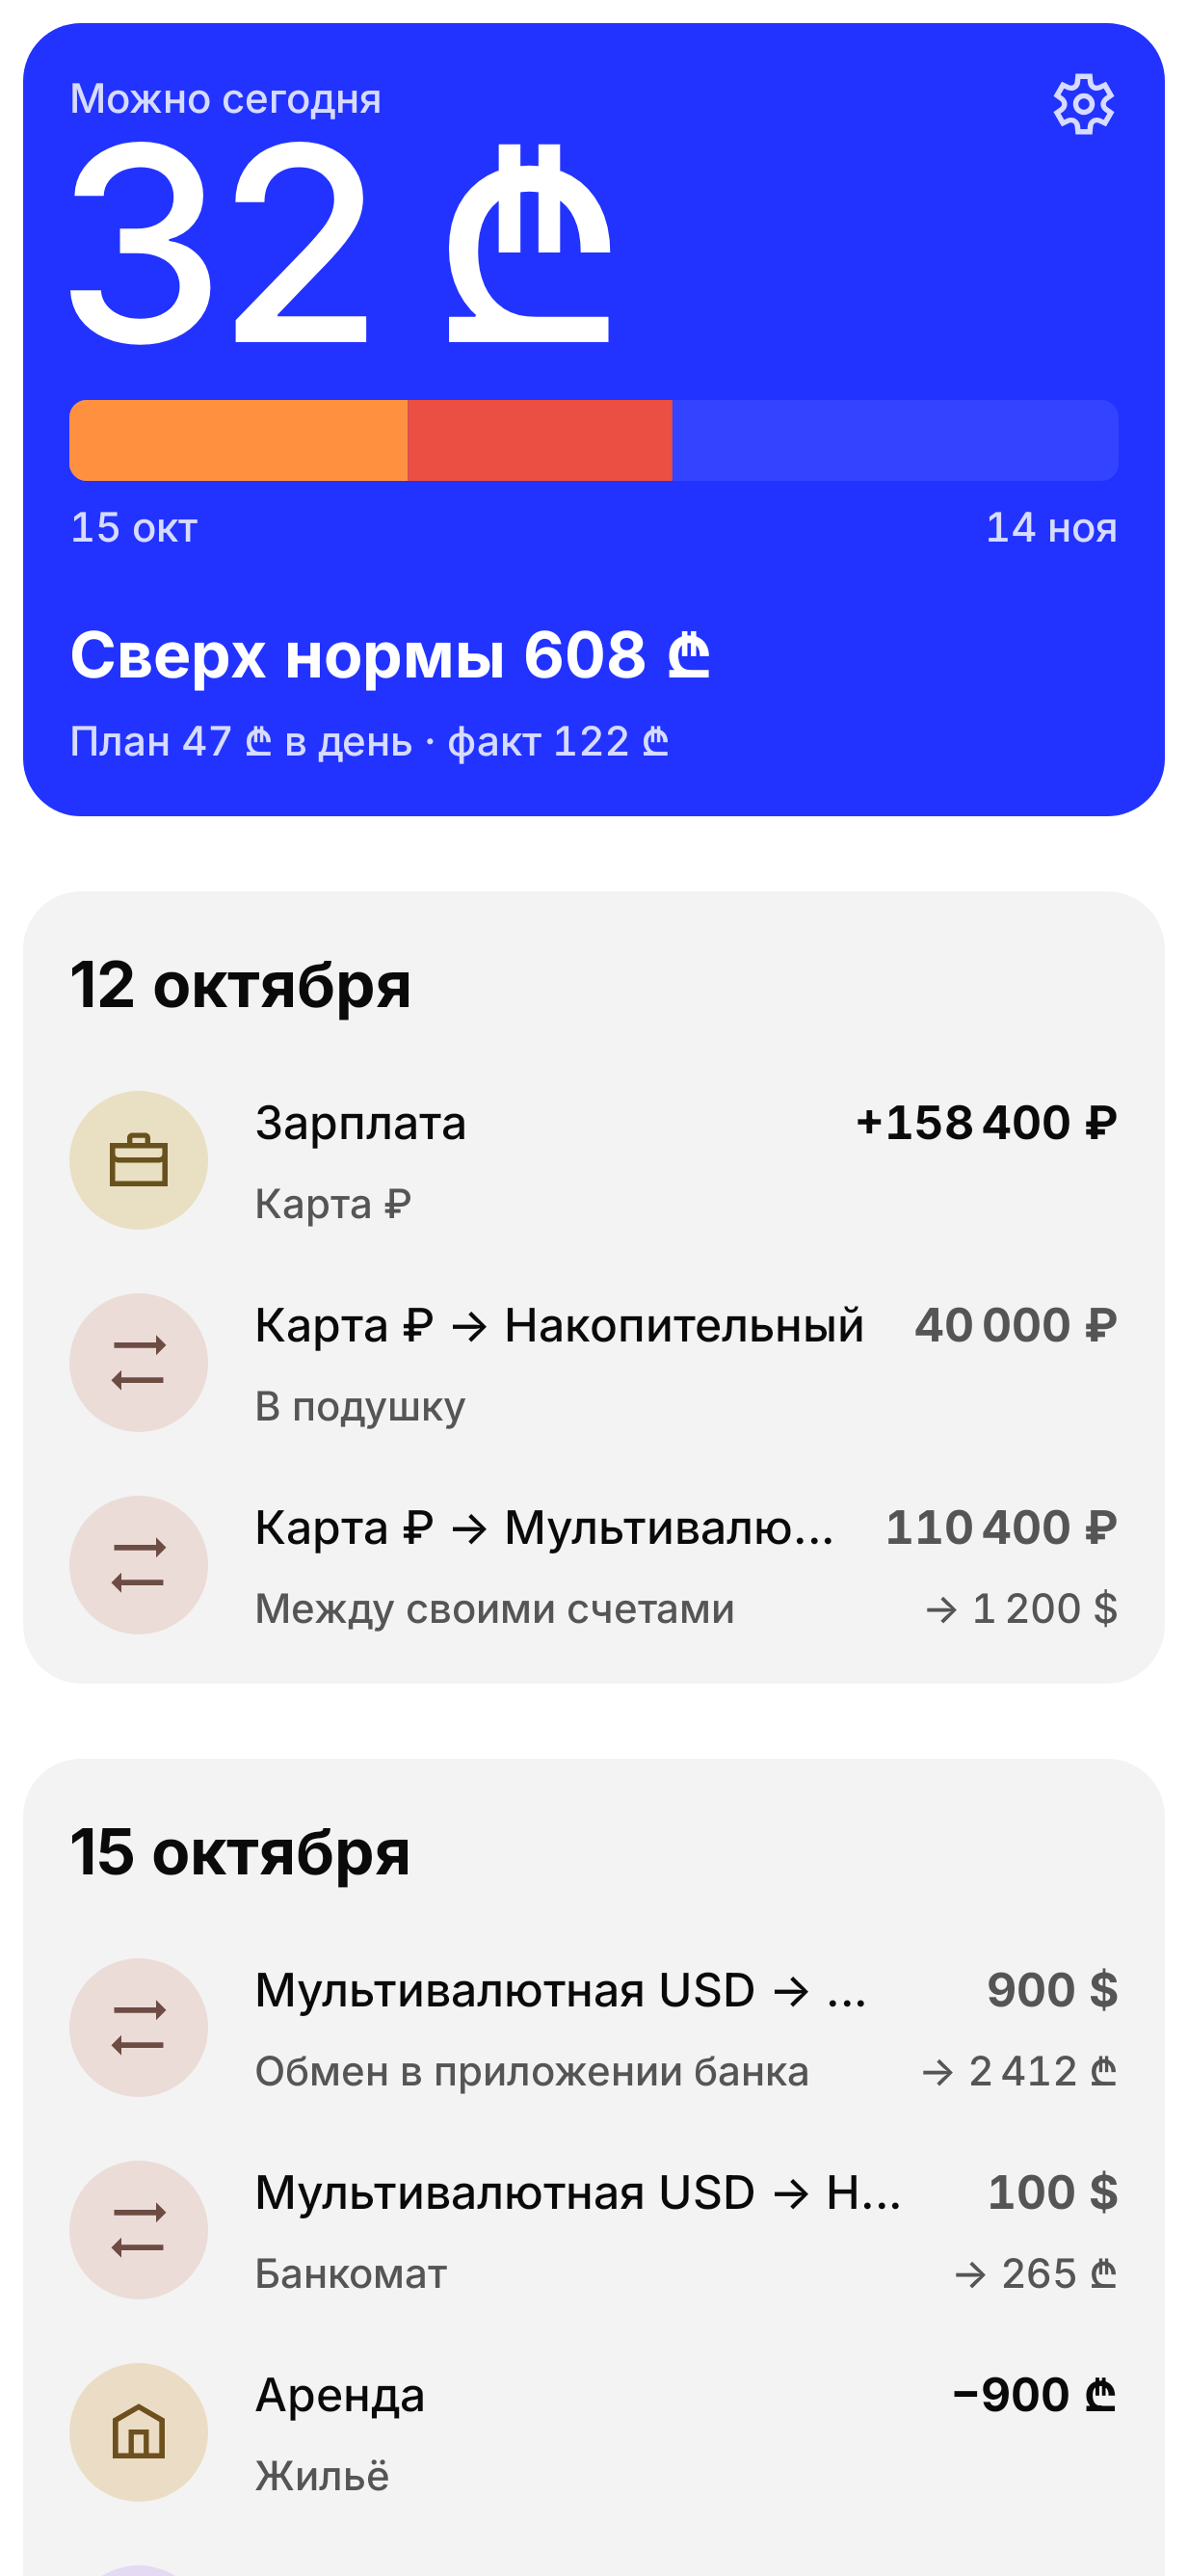 Можно сегодня
32 ₾
15 окт
14 ноя
Сверх нормы 608 ₾
План 47 ₾ в день · факт 122 ₾
12 октября
Зарплата
+158 400 ₽
Карта ₽
Карта ₽ → Накопительный
40 000 ₽
В подушку
Карта ₽ → Мультивалю...
110 400 ₽
Между своими счетами
→ 1 200 $
15 октября
Мультивалютная USD → ...
900 $
Обмен в приложении банка
→ 2 412 ₾
Мультивалютная USD → Н...
100 $
Банкомат
→ 265 ₾
Аренда
−900 ₾
Жильё